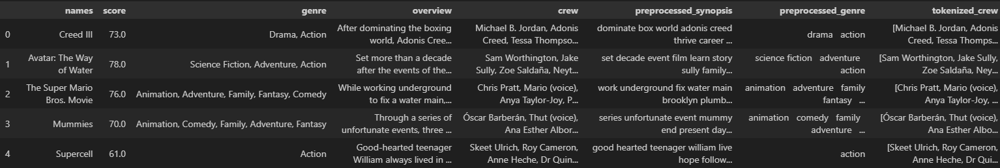 names score genre overview crew preprocessed_synopsis preprocessed_genre tokenized_crew
0 Creed III 73.0 Drama, Action After dominating the boxing world, Adonis Cree... Michael B. Jordan, Adonis Creed, Tessa Thompso... dominate box world adonis creed thrive career ... drama action [Michael B. Jordan, Adonis Creed, Tessa Thomps...
1 Avatar: The Way of Water 78.0 Science Fiction, Adventure, Action Set more than a decade after the events of the... Sam Worthington, Jake Sully, Zoe Saldaña, Neyt... set decade event film learn story sully family... science fiction adventure action [Sam Worthington, Jake Sully, Zoe Saldaña, Ney...
2 The Super Mario Bros. Movie 76.0 Animation, Adventure, Family, Fantasy, Comedy While working underground to fix a water main,... Chris Pratt, Mario (voice), Anya Taylor-Joy, P... work underground fix water main brooklyn plumb... animation adventure family fantasy ... [Chris Pratt, Mario (voice), Anya Taylor-Joy, ...
3 Mummies 70.0 Animation, Comedy, Family, Adventure, Fantasy Through a series of unfortunate events, three ... Óscar Barberán, Thut (voice), Ana Esther Albor... series unfortunate event mummy end present day... animation comedy family adventure ... [Óscar Barberán, Thut (voice), Ana Esther Albo...
4 Supercell 61.0 Action Good-hearted teenager William always lived in ... Skeet Ulrich, Roy Cameron, Anne Heche, Dr Quin... good hearted teenager william live hope follow... action [Skeet Ulrich, Roy Cameron, Anne Heche, Dr Qui...